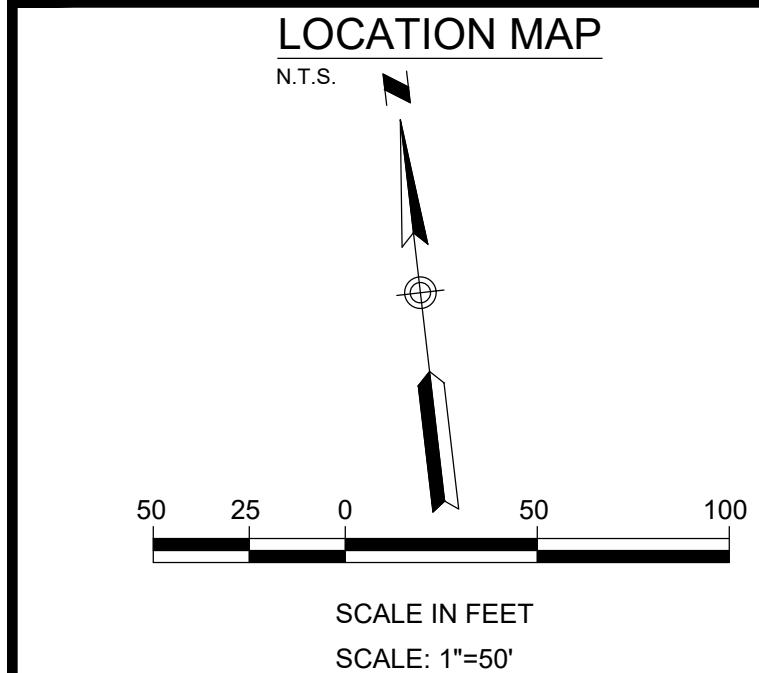 LOCATION MAP
N.T.S.
N
50 25 0 50 100
SCALE IN FEET
SCALE: 1"=50'